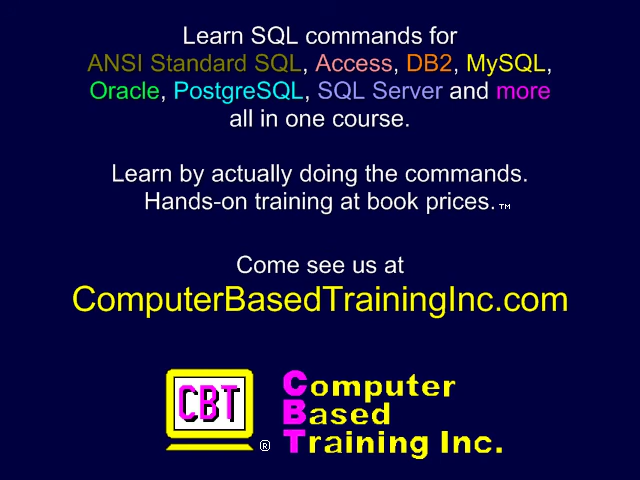 Learn SQL commands for
ANSI Standard SQL, Access, DB2, MySQL,
Oracle, PostgreSQL, SQL Server and more
all in one course.
Learn by actually doing the commands.
Hands-on training at book prices.™
Come see us at
ComputerBasedTrainingInc.com
CBT ®
Computer
Based
Training Inc.